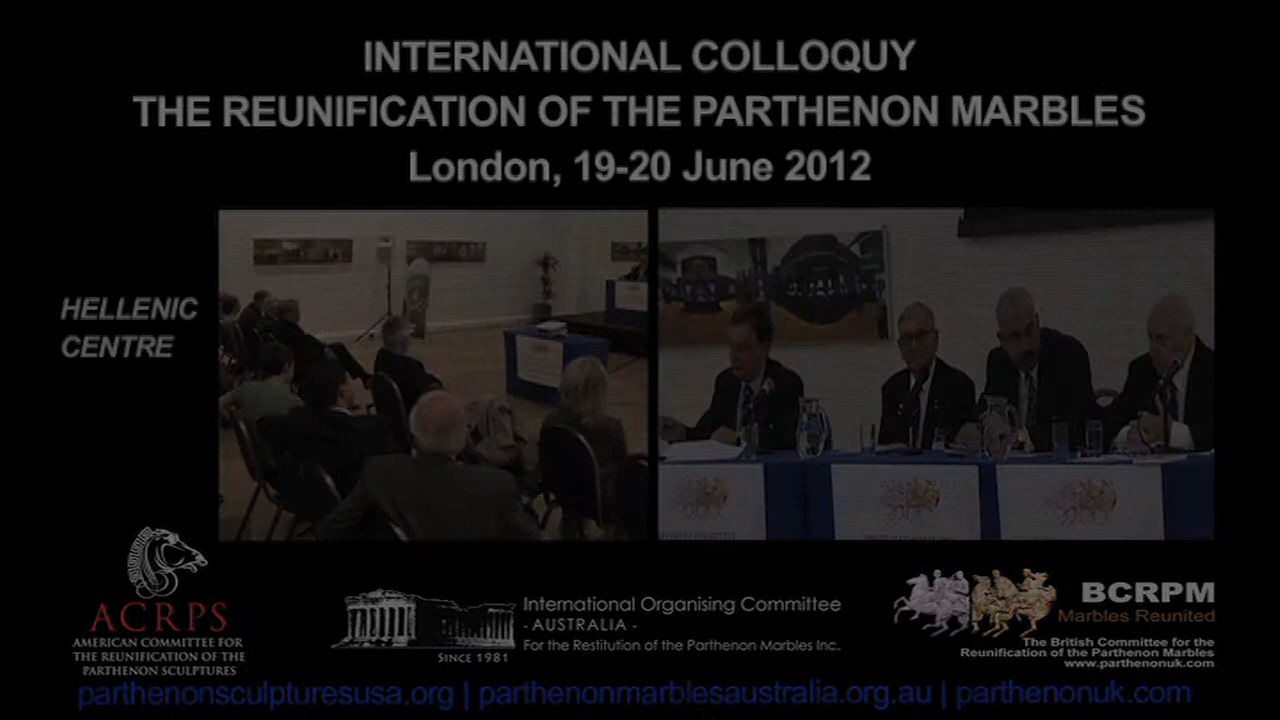 INTERNATIONAL COLLOQUY
THE REUNIFICATION OF THE PARTHENON MARBLES
London, 19-20 June 2012
HELLENIC
CENTRE
ACRPS
AMERICAN COMMITTEE FOR
THE REUNIFICATION OF THE
PARTHENON SCULPTURES
International Organising Committee
- AUSTRALIA -
For the Restitution of the Parthenon Marbles Inc.
SINCE 1981
BCRPM
Marbles Reunited
The British Committee for the
Reunification of the Parthenon Marbles
www.parthenonuk.com
parthenonsculpturesusa.org | parthenonmarblesaustralia.org.au | parthenonuk.com